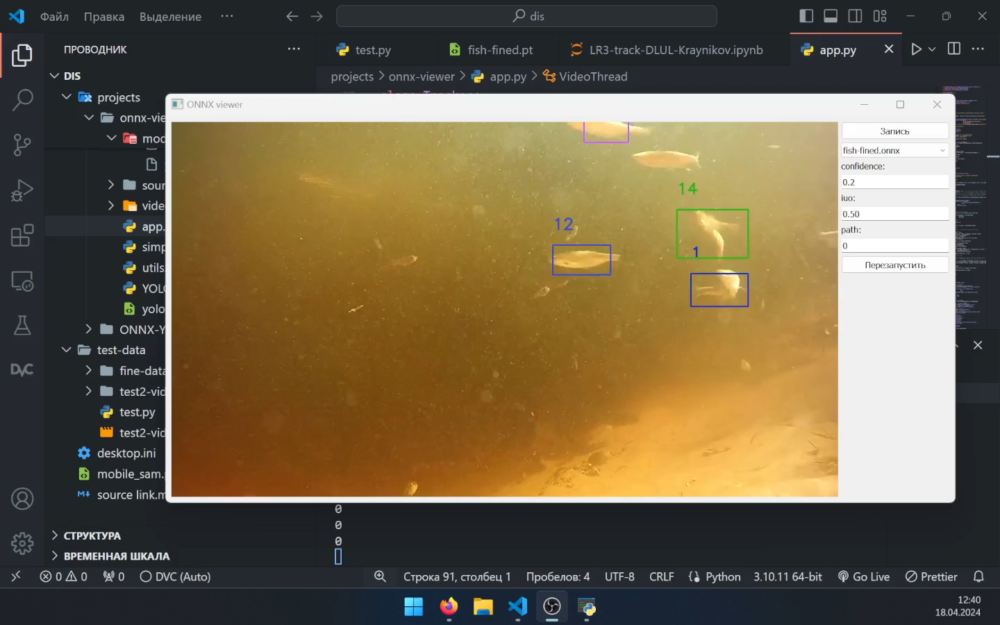 Файл Правка Выделение ··· dis
ПРОВОДНИК ···
test.py fish-fined.pt LR3-track-DLUL-Kraynikov.ipynb app.py
DIS
projects > onnx-viewer > app.py > VideoThread
projects
onnx-vie
mod
sour
vide
app.
simp
utils
YOL
yolo
ONNX-Y
test-data
fine-data
test2-vid
test.py
test2-vid
desktop.ini
mobile_sam.
source link.m
СТРУКТУРА
ВРЕМЕННАЯ ШКАЛА
ONNX viewer
14
12
1
Запись
fish-fined.onnx
confidence:
0.2
iuo:
0.50
path:
0
Перезапустить
0
0
0
0 0 0 DVC (Auto) Строка 91, столбец 1 Пробелов: 4 UTF-8 CRLF Python 3.10.11 64-bit Go Live Prettier
DVC
12:40
18.04.2024